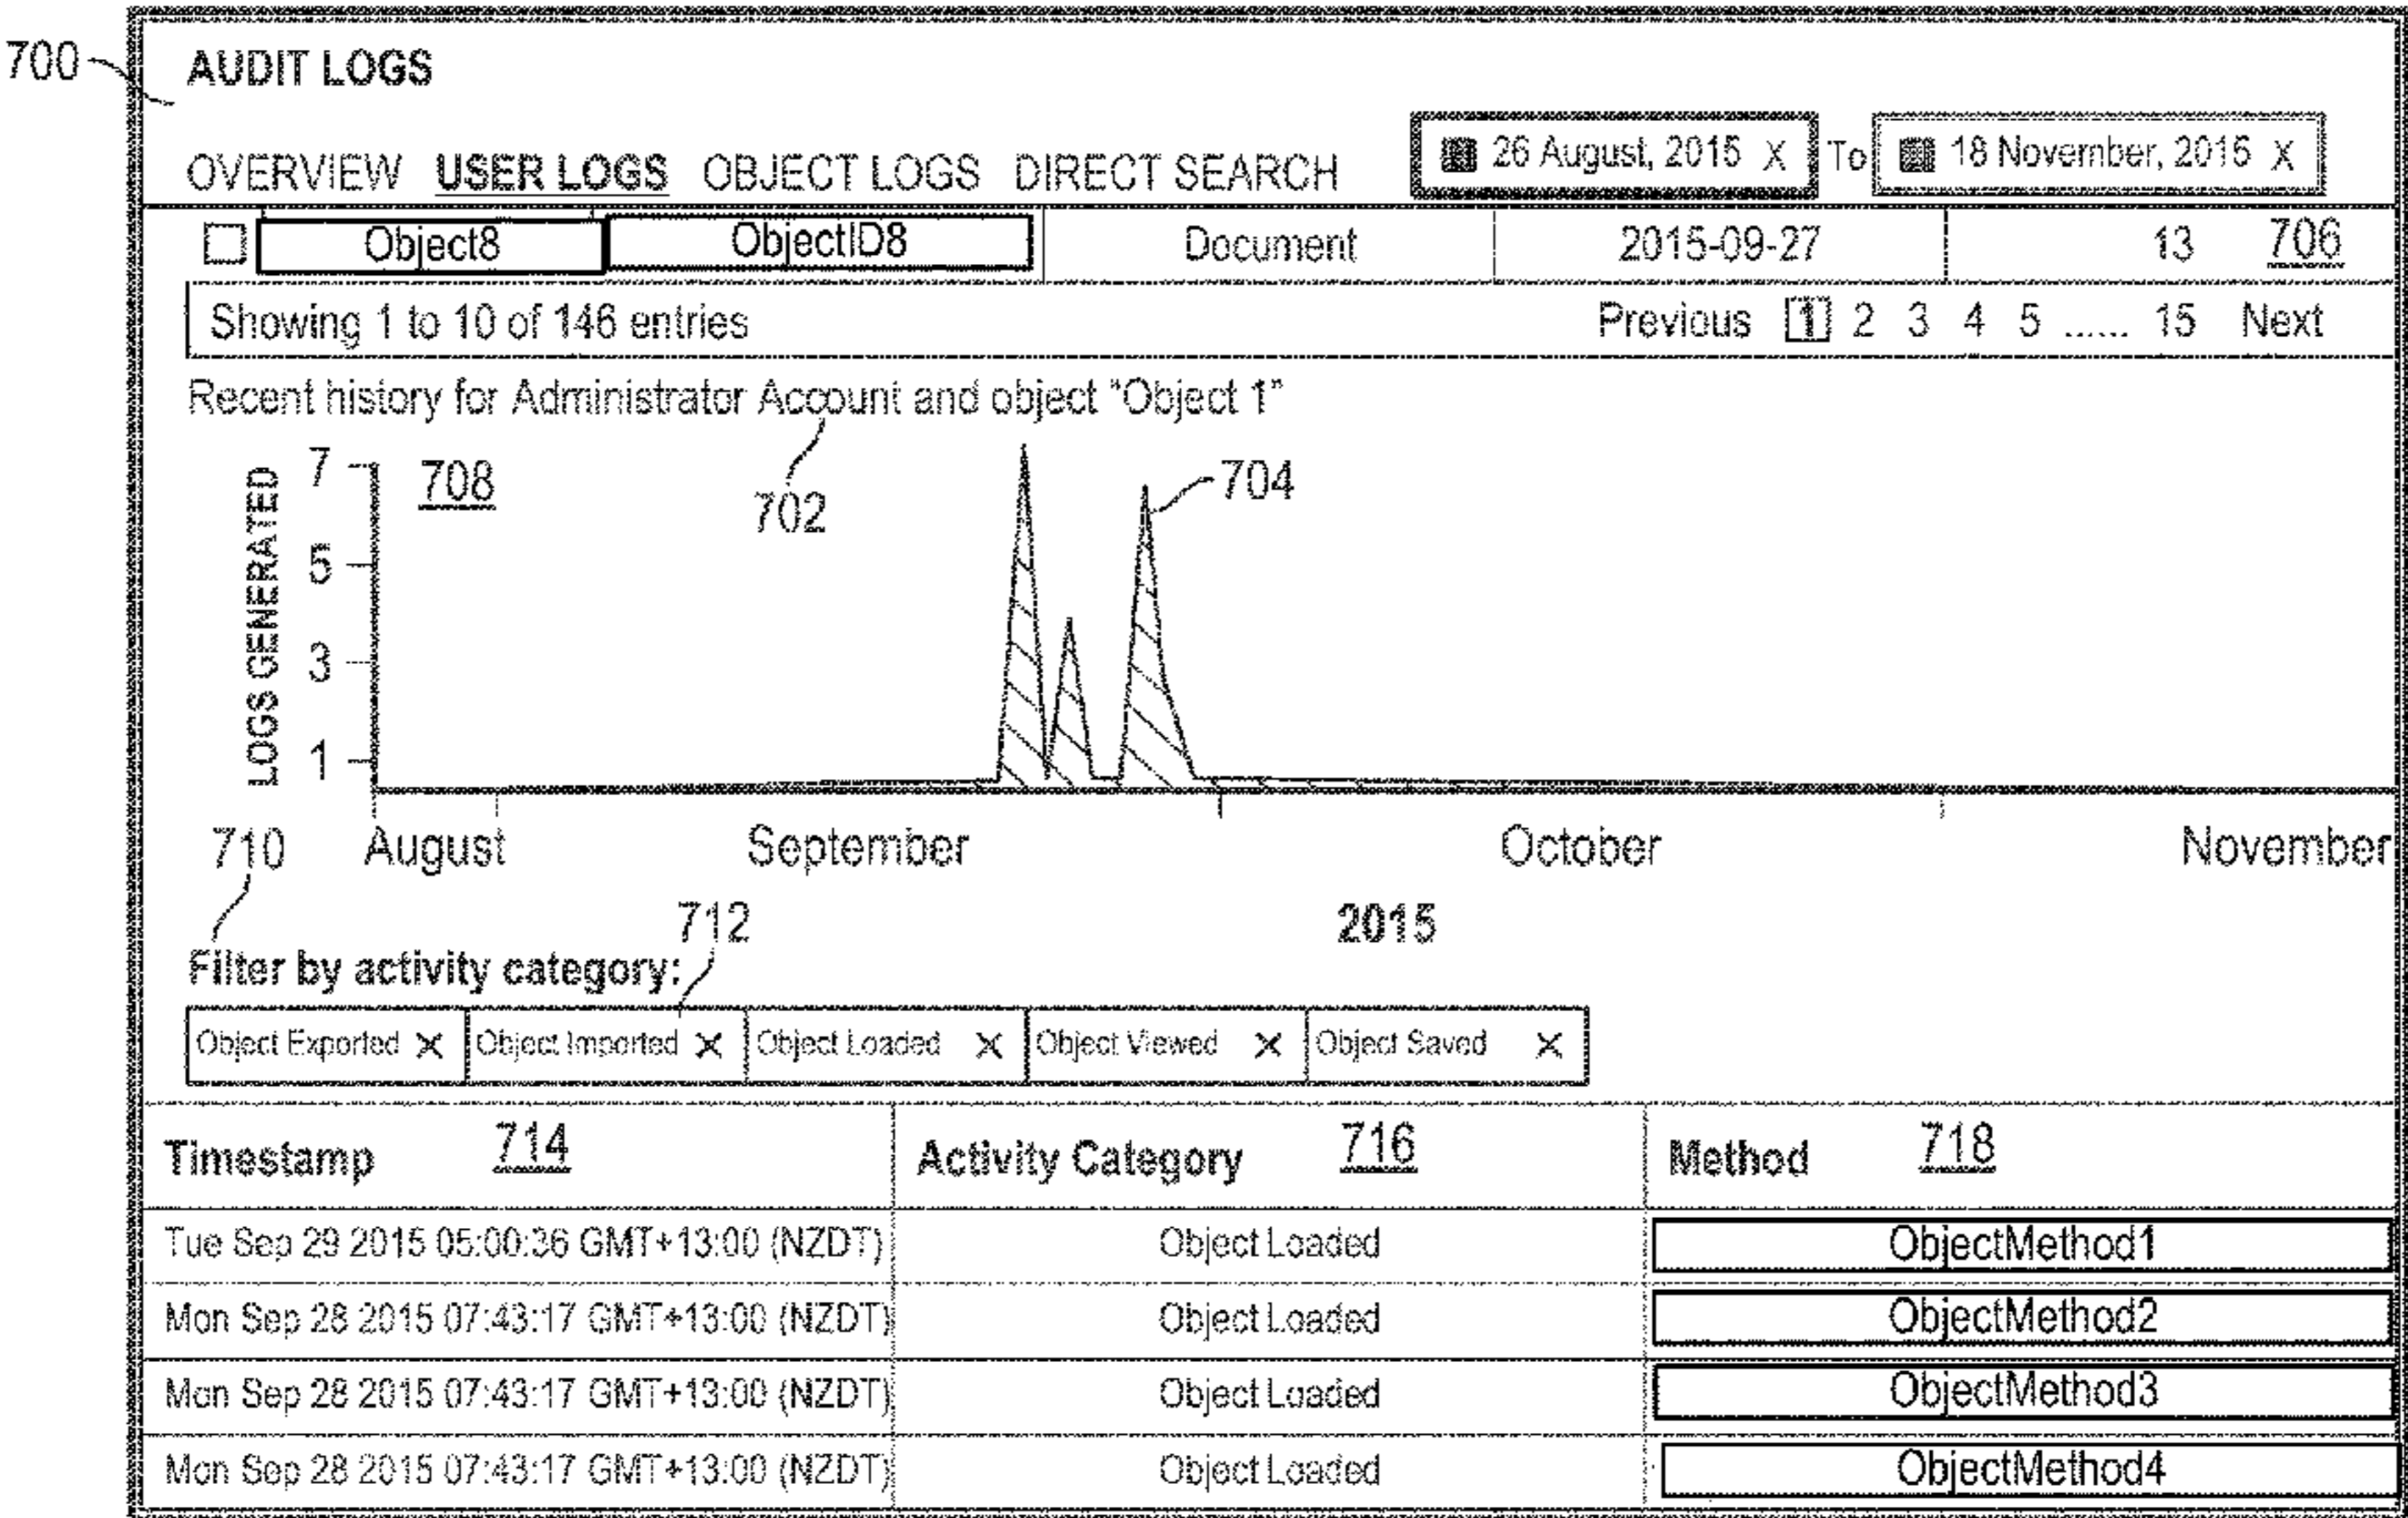 700
AUDIT LOGS
OVERVIEW USER LOGS OBJECT LOGS DIRECT SEARCH 26 August, 2015 X To 18 November, 2015 X
Object8 ObjectID8 Document 2015-09-27 13 706
Showing 1 to 10 of 146 entries Previous 1 2 3 4 5 ...... 15 Next
Recent history for Administrator Account and object "Object 1"
702
704
708
LOGS GENERATED
7
5
3
1
August September October November
2015
710
712
Filter by activity category:
Object Exported X Object Imported X Object Loaded X Object Viewed X Object Saved X
Timestamp 714 Activity Category 716 Method 718
Tue Sep 29 2015 05:00:36 GMT+13:00 (NZDT) Object Loaded ObjectMethod1
Mon Sep 28 2015 07:43:17 GMT+13:00 (NZDT) Object Loaded ObjectMethod2
Mon Sep 28 2015 07:43:17 GMT+13:00 (NZDT) Object Loaded ObjectMethod3
Mon Sep 28 2015 07:43:17 GMT+13:00 (NZDT) Object Loaded ObjectMethod4